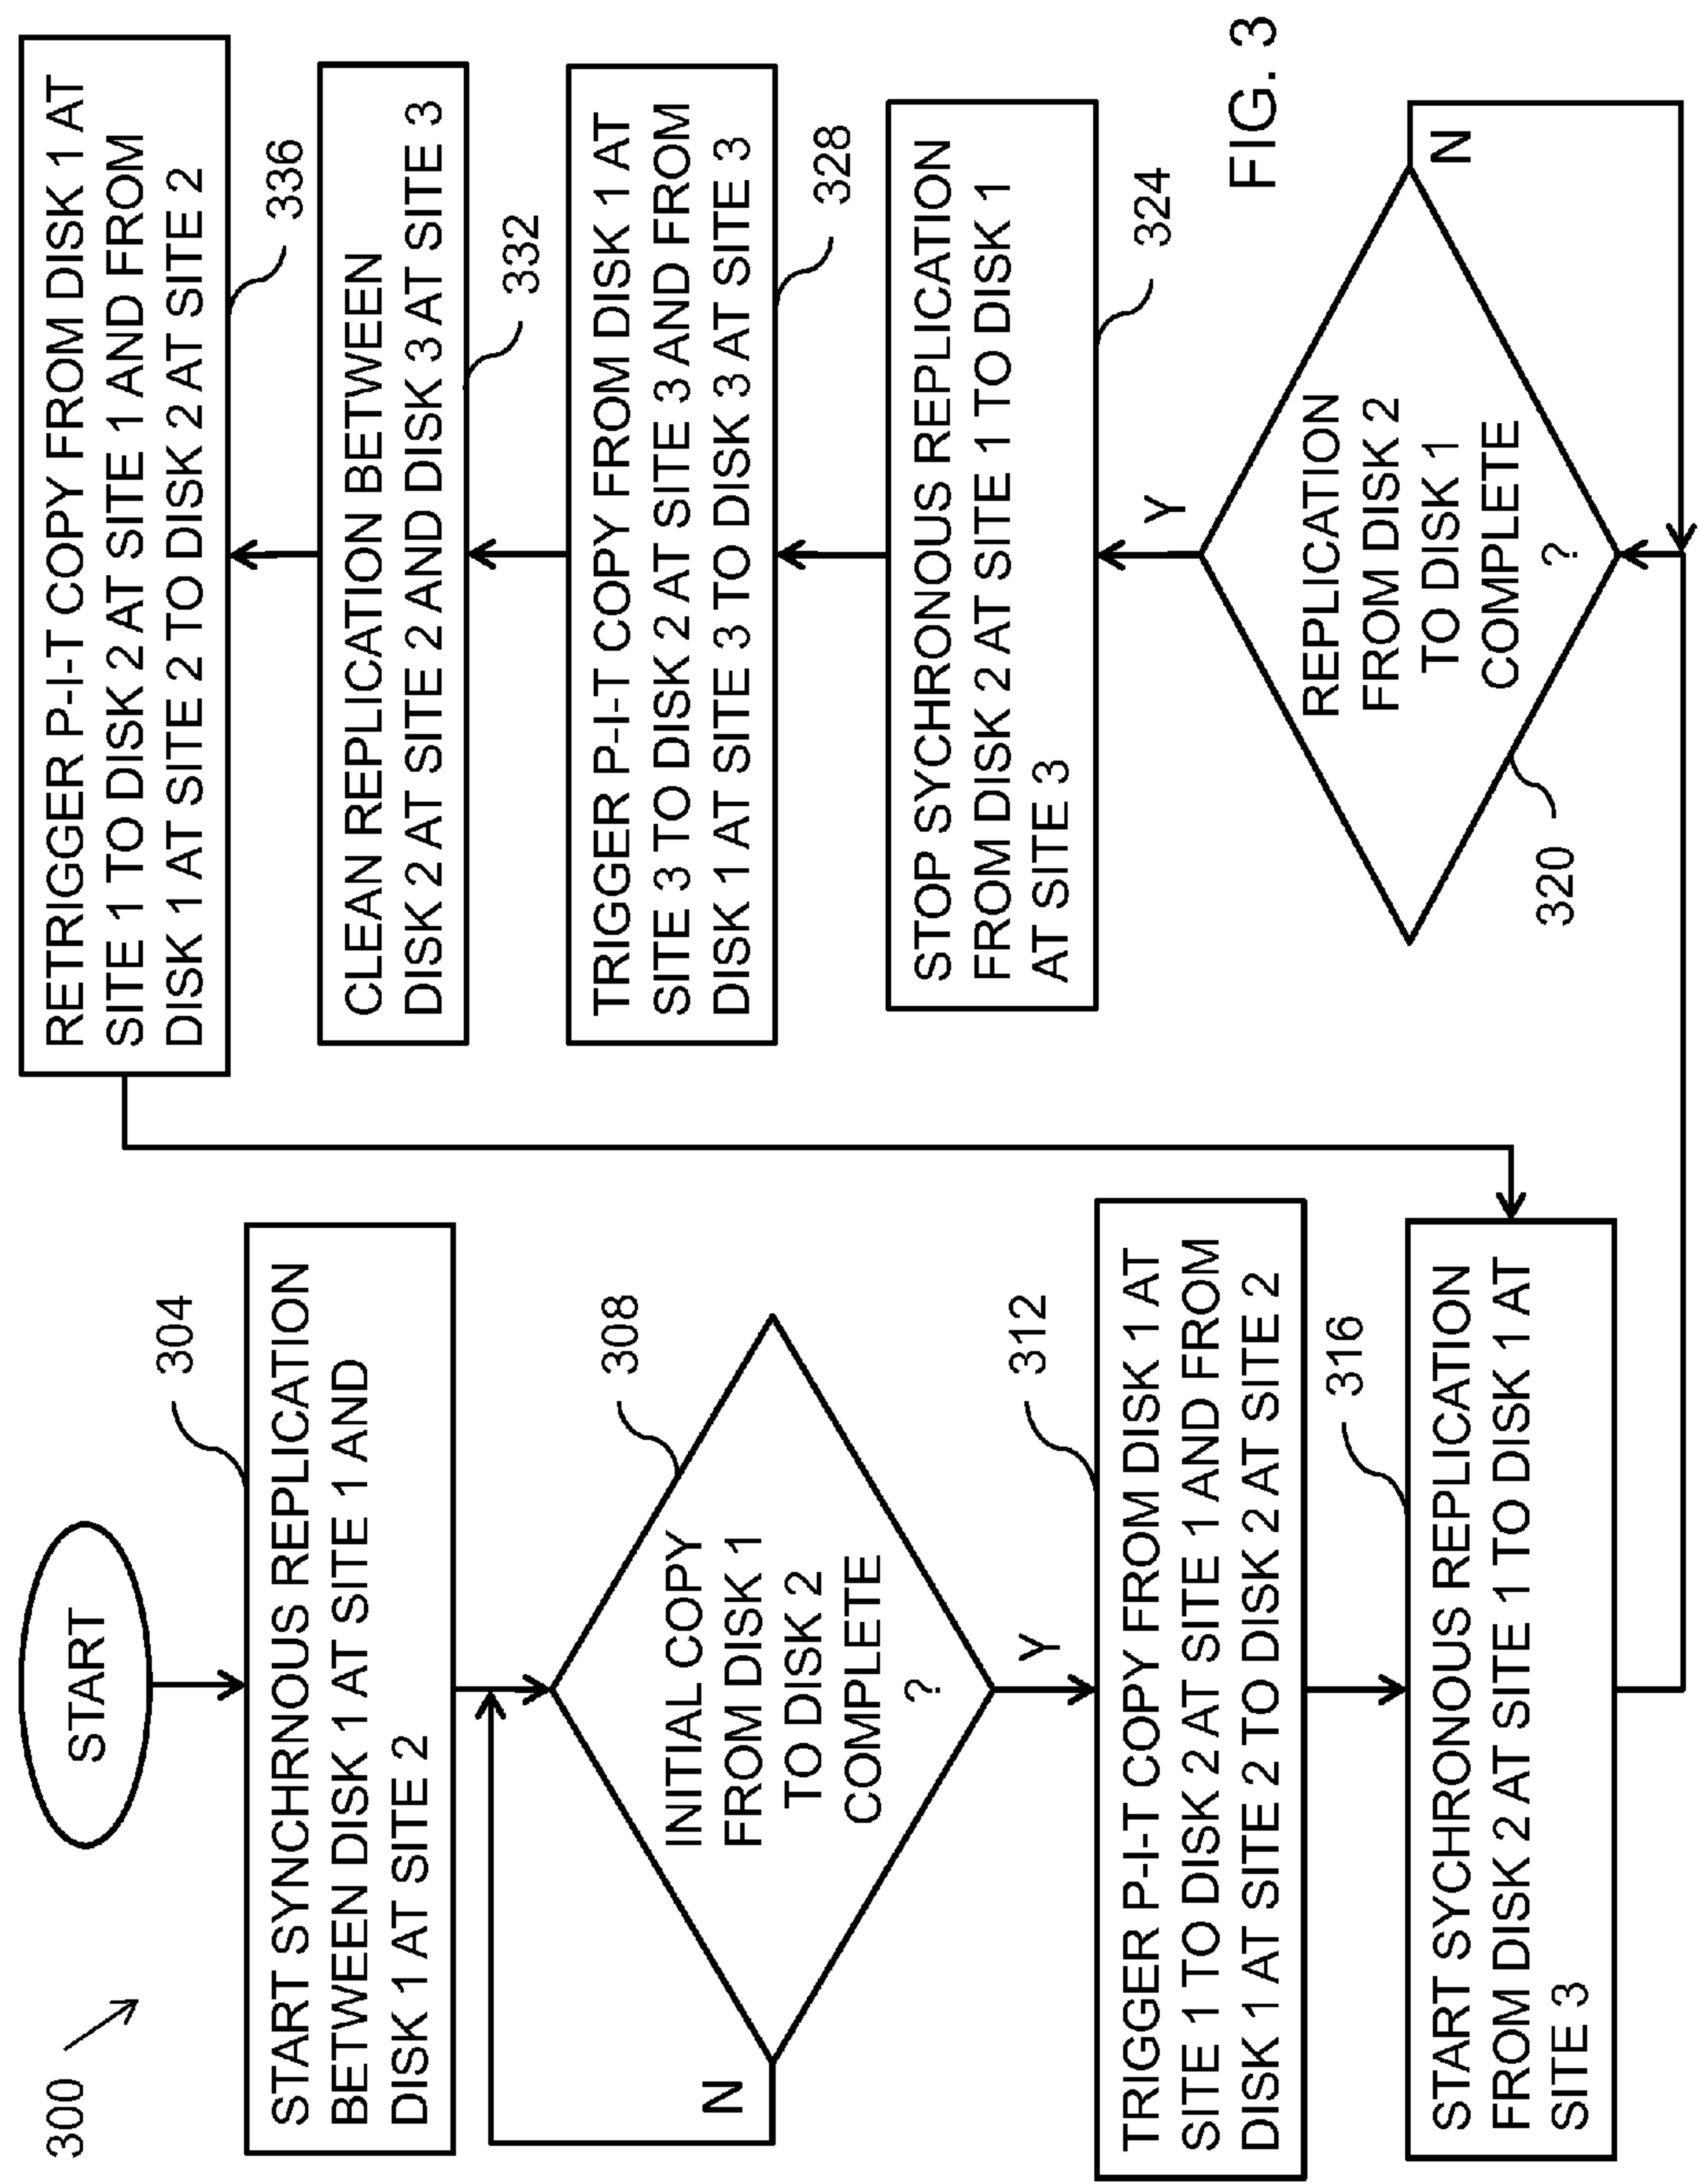 300
START
304
START SYNCHRNOUS REPLICATION
BETWEEN DISK 1 AT SITE 1 AND
DISK 1 AT SITE 2
308
INITIAL COPY
FROM DISK 1
TO DISK 2
COMPLETE
?
N
Y
312
TRIGGER P-I-T COPY FROM DISK 1 AT
SITE 1 TO DISK 2 AT SITE 1 AND FROM
DISK 1 AT SITE 2 TO DISK 2 AT SITE 2
316
START SYCHRONOUS REPLICATION
FROM DISK 2 AT SITE 1 TO DISK 1 AT
SITE 3
320
REPLICATION
FROM DISK 2
TO DISK 1
COMPLETE
?
N
Y
324
STOP SYCHRONOUS REPLICATION
FROM DISK 2 AT SITE 1 TO DISK 1
AT SITE 3
328
TRIGGER P-I-T COPY FROM DISK 1 AT
SITE 3 TO DISK 2 AT SITE 3 AND FROM
DISK 1 AT SITE 3 TO DISK 3 AT SITE 3
332
CLEAN REPLICATION BETWEEN
DISK 2 AT SITE 2 AND DISK 3 AT SITE 3
336
RETRIGGER P-I-T COPY FROM DISK 1 AT
SITE 1 TO DISK 2 AT SITE 1 AND FROM
DISK 1 AT SITE 2 TO DISK 2 AT SITE 2
FIG. 3